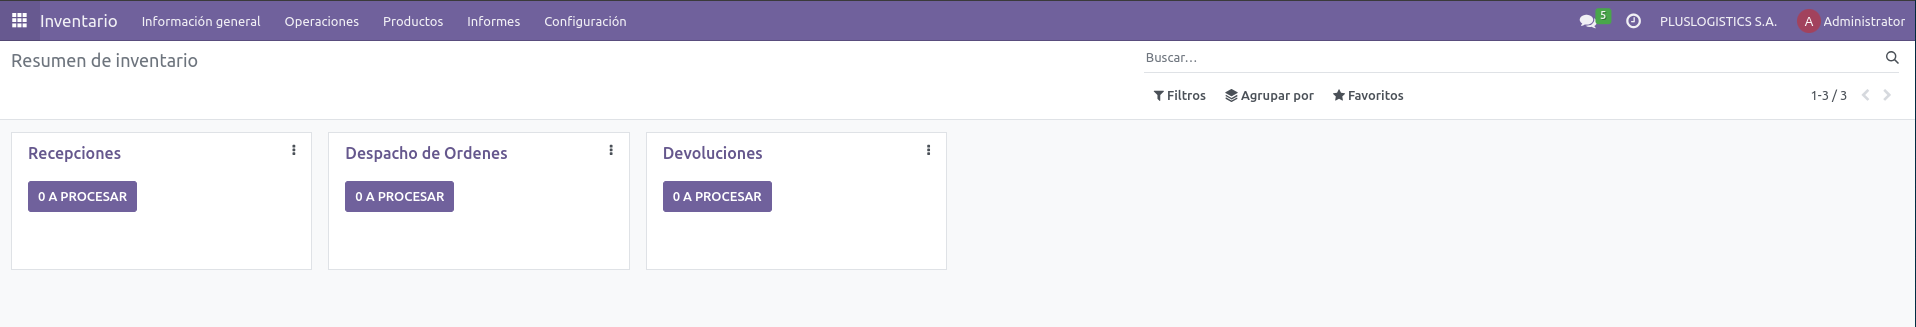 Inventario Información general Operaciones Productos Informes Configuración 5 PLUSLOGISTICS S.A. A Administrator
Resumen de inventario
Buscar...
Filtros Agrupar por Favoritos 1-3 / 3
Recepciones
0 A PROCESAR
Despacho de Ordenes
0 A PROCESAR
Devoluciones
0 A PROCESAR